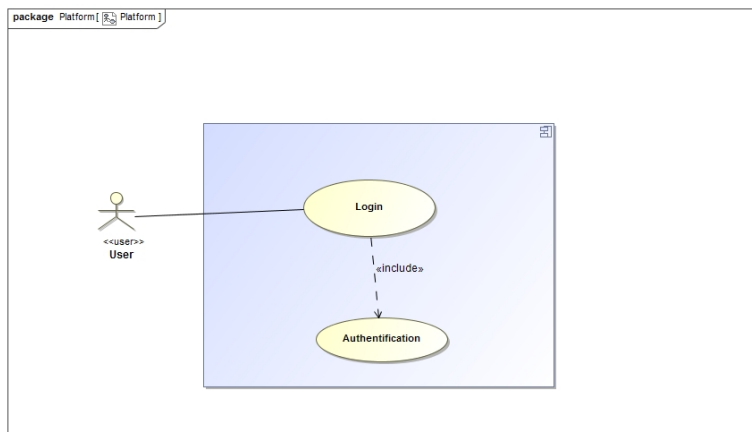 package Platform [ Platform ]
Login
<<user>>
User
«include»
Authentification